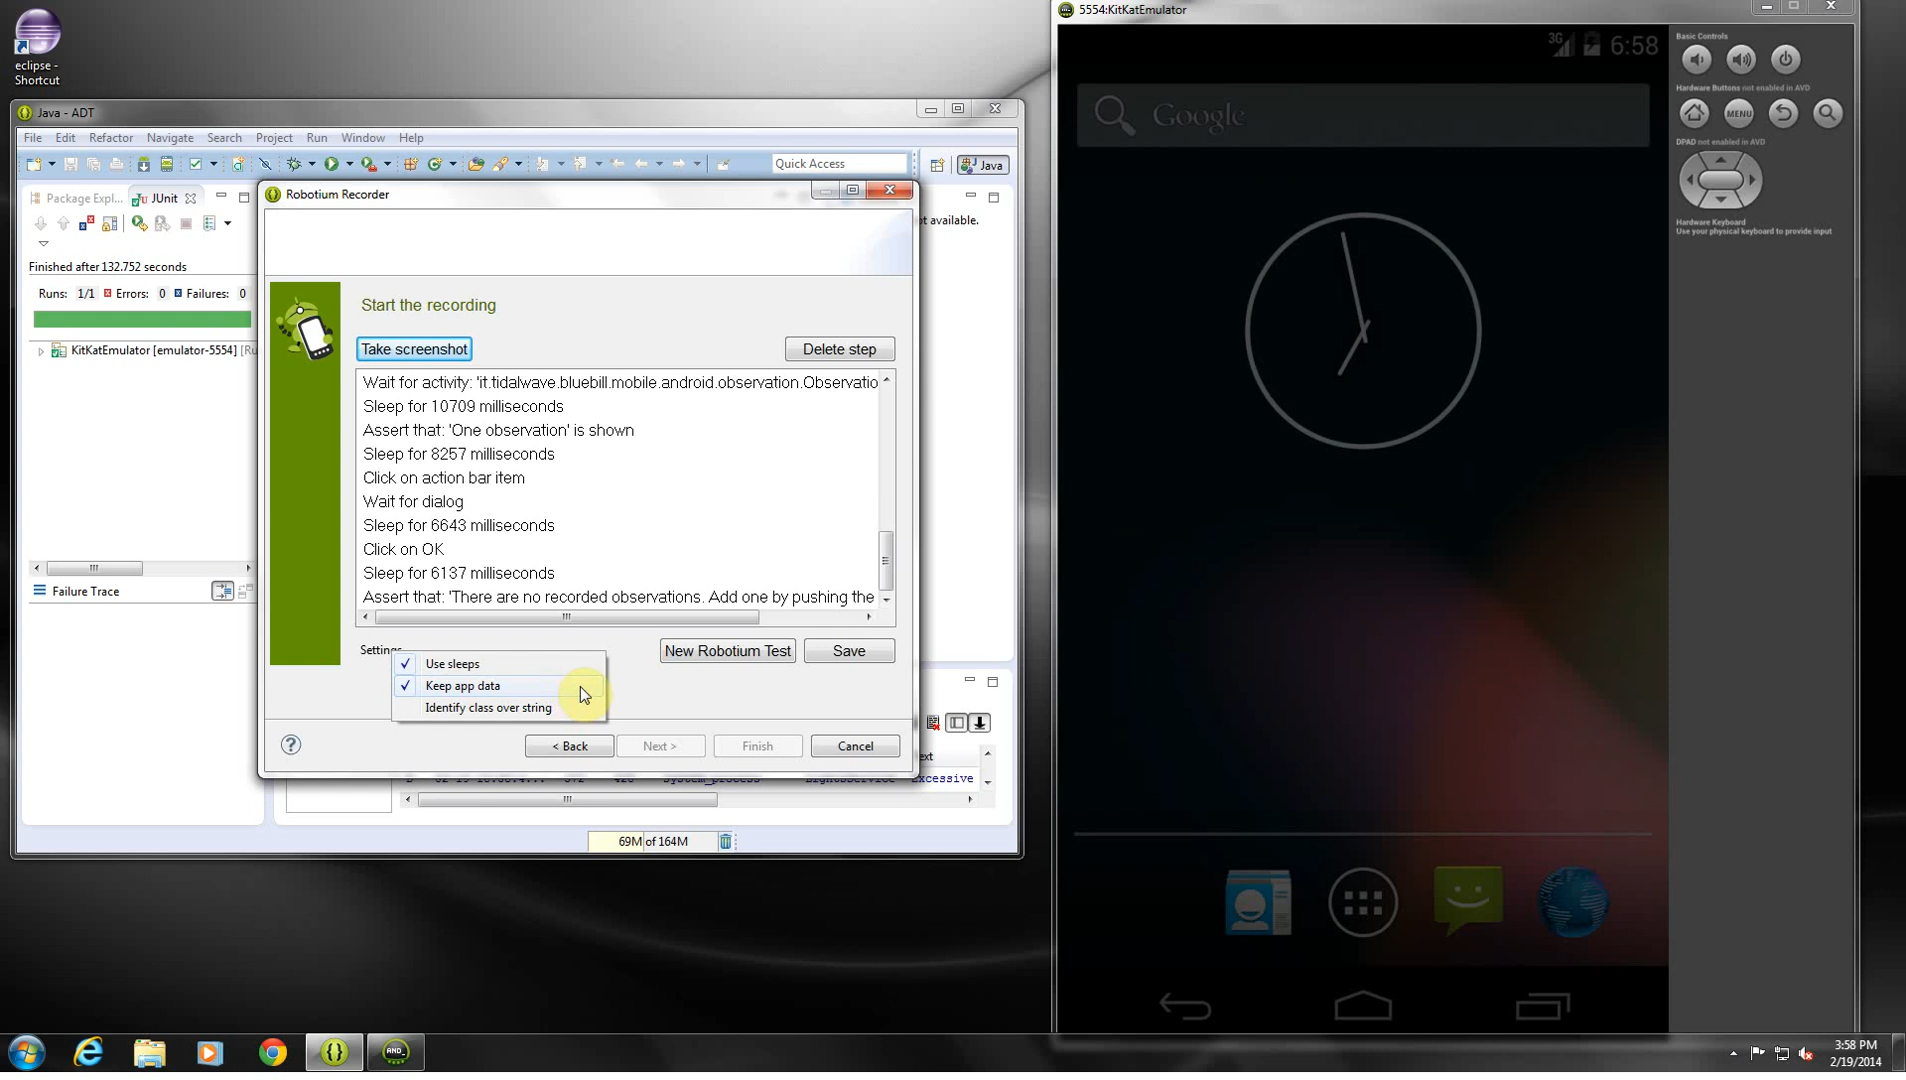 eclipse -
Shortcut
Java - ADT
File Edit Refactor Navigate Search Project Run Window Help
Quick Access
Java
Package Expl...
JUnit
Finished after 132.752 seconds
Runs: 1/1 Errors: 0 Failures: 0
KitKatEmulator [emulator-5554]
Failure Trace
ot available.
Robotium Recorder
Start the recording
Take screenshot
Delete step
Wait for activity: 'it.tidalwave.bluebill.mobile.android.observation.Observatio
Sleep for 10709 milliseconds
Assert that: 'One observation' is shown
Sleep for 8257 milliseconds
Click on action bar item
Wait for dialog
Sleep for 6643 milliseconds
Click on OK
Sleep for 6137 milliseconds
Assert that: 'There are no recorded observations. Add one by pushing the
Settings
New Robotium Test
Save
Use sleeps
Keep app data
Identify class over string
< Back
Next >
Finish
Cancel
ext
Excessive
69M of 164M
5554:KitKatEmulator
3G
6:58
Google
Basic Controls
Hardware Buttons not enabled in AVD
MENU
DPAD not enabled in AVD
Hardware Keyboard
Use your physical keyboard to provide input
3:58 PM
2/19/2014